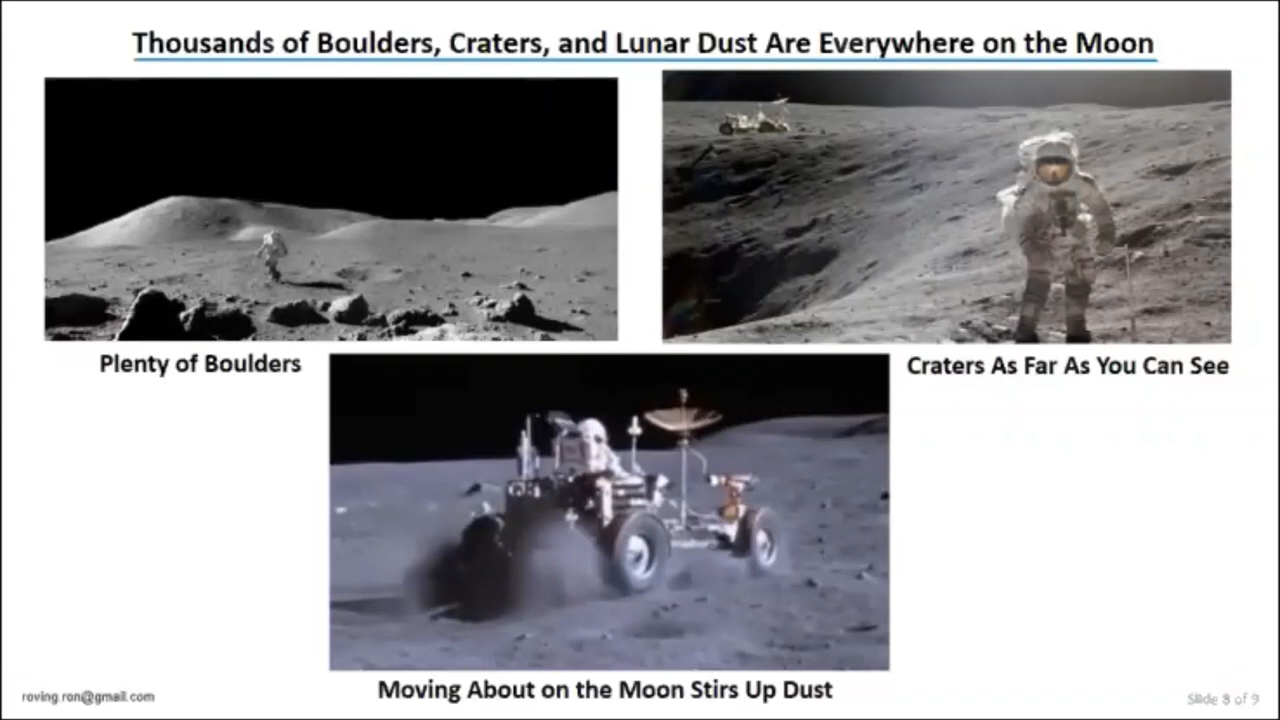 Thousands of Boulders, Craters, and Lunar Dust Are Everywhere on the Moon
Plenty of Boulders
Craters As Far As You Can See
Moving About on the Moon Stirs Up Dust
roving.ron@gmail.com
Slide 8 of 9